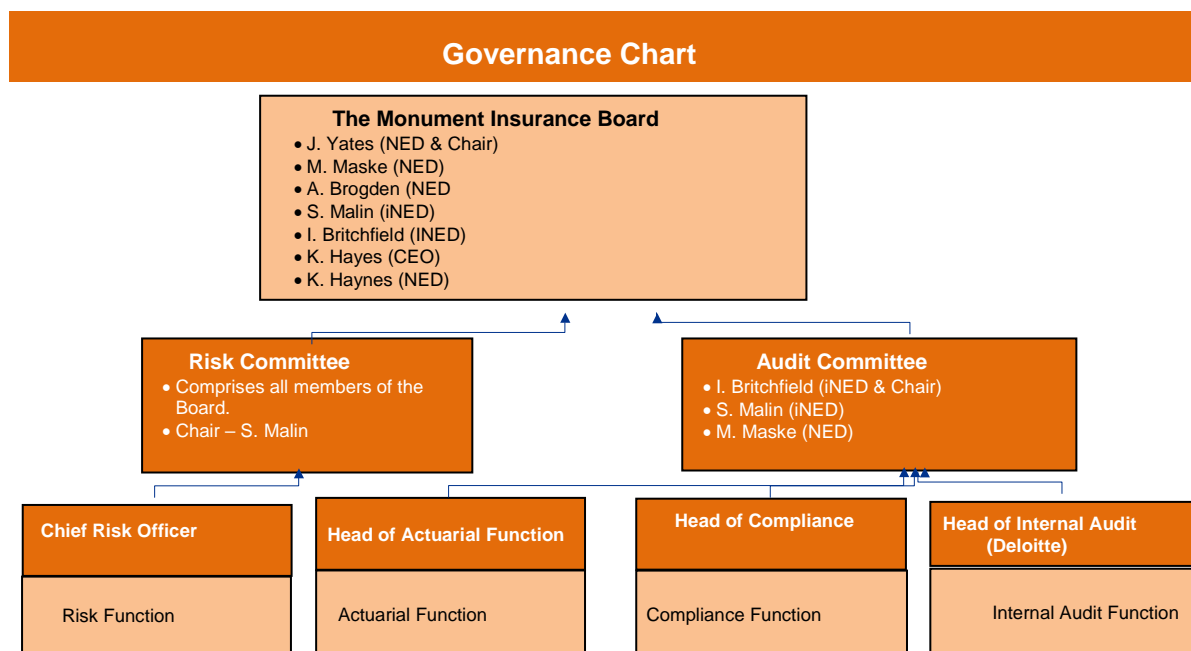 Governance Chart
The Monument Insurance Board
• J. Yates (NED & Chair)
• M. Maske (NED)
• A. Brogden (NED
• S. Malin (iNED)
• I. Britchfield (INED)
• K. Hayes (CEO)
• K. Haynes (NED)
Risk Committee
• Comprises all members of the
Board.
• Chair – S. Malin
Audit Committee
• I. Britchfield (iNED & Chair)
• S. Malin (iNED)
• M. Maske (NED)
Chief Risk Officer
Risk Function
Head of Actuarial Function
Actuarial Function
Head of Compliance
Compliance Function
Head of Internal Audit
(Deloitte)
Internal Audit Function